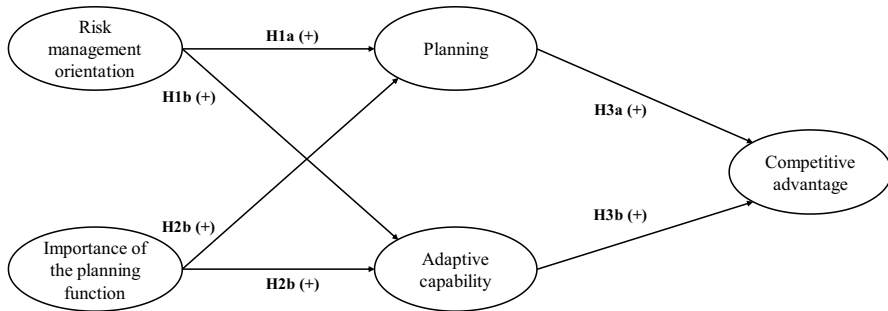 Risk
management
orientation
H1a (+)
Planning
H1b (+)
H3a (+)
Competitive
advantage
H2b (+)
H3b (+)
Importance of
the planning
function
H2b (+)
Adaptive
capability